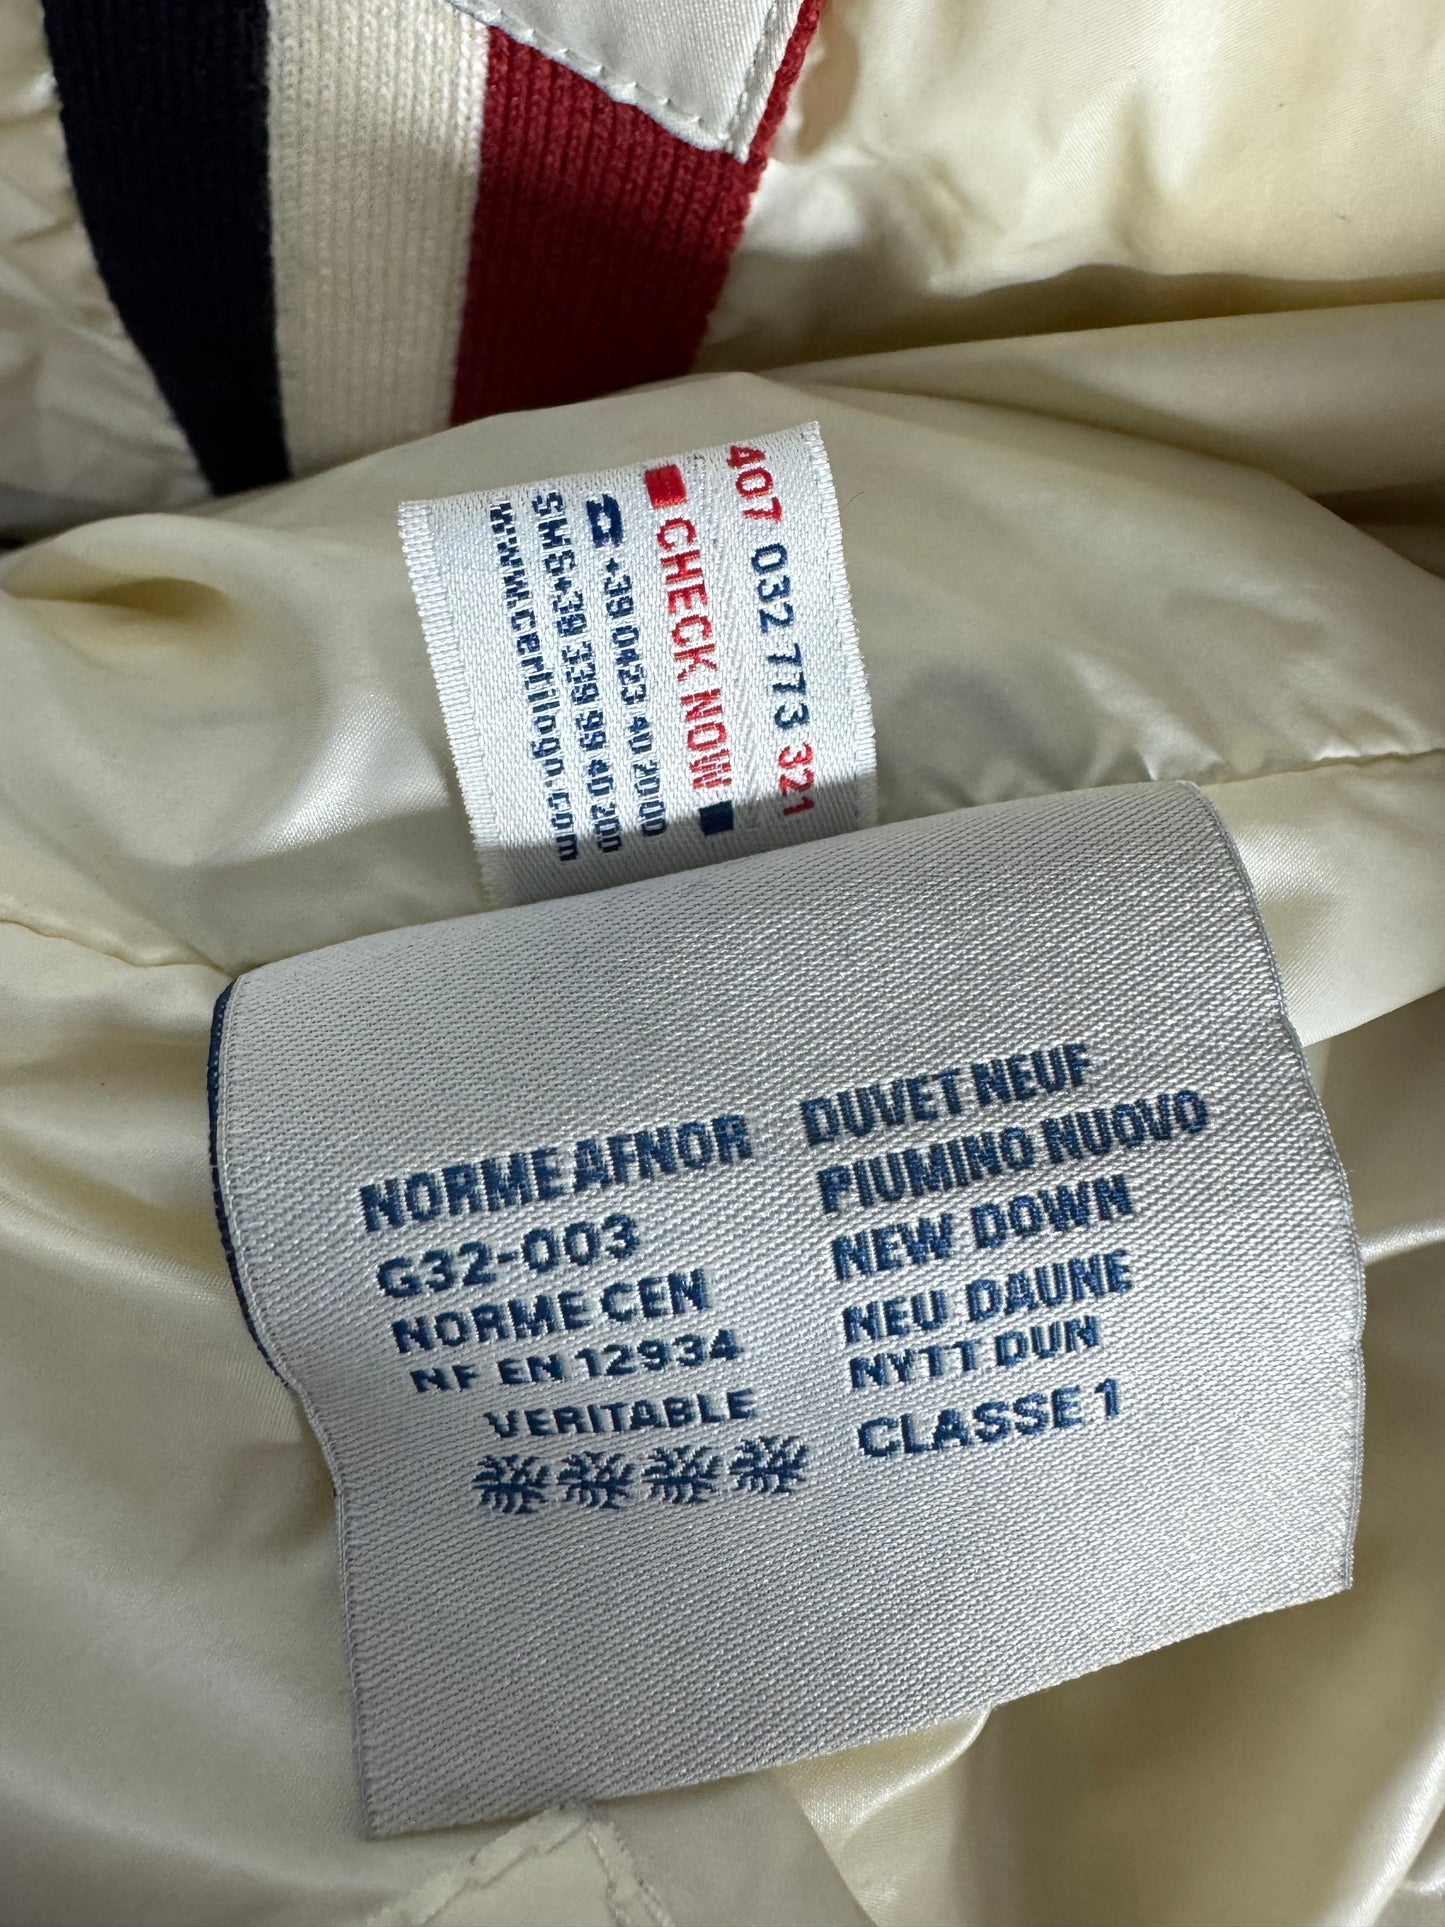 407 032 773 321
CHECK NOW
+39 0423 40 2000
SMS+39 339 99 40 200
www.certilogo.com
NORME AFNOR
G32-003
NORME CEN
NF EN 12934
VERITABLE
DUVET NEUF
PIUMINO NUOVO
NEW DOWN
NEU DAUNE
NYTT DUN
CLASSE 1